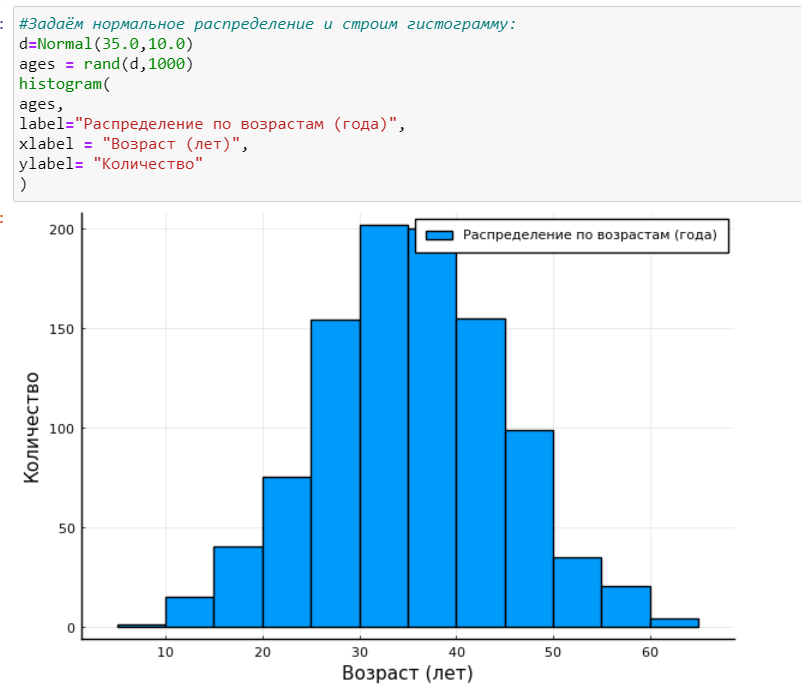 #Задаём нормальное распределение и строим гистограмму:
d=Normal(35.0,10.0)
ages = rand(d,1000)
histogram(
ages,
label="Распределение по возрастам (года)",
xlabel = "Возраст (лет)",
ylabel= "Количество"
)
Распределение по возрастам (года)
200
150
100
50
0
Количество
10 20 30 40 50 60
Возраст (лет)